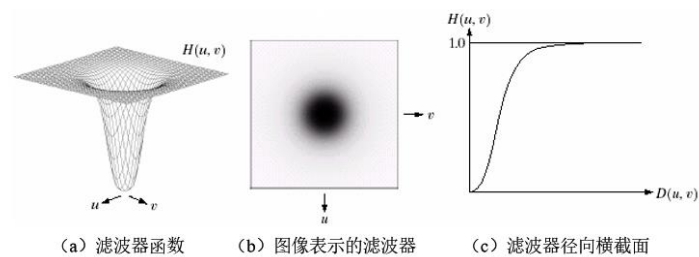 H(u, v)
u
v
（a）滤波器函数
v
u
（b）图像表示的滤波器
H(u, v)
1.0
D(u, v)
（c）滤波器径向横截面